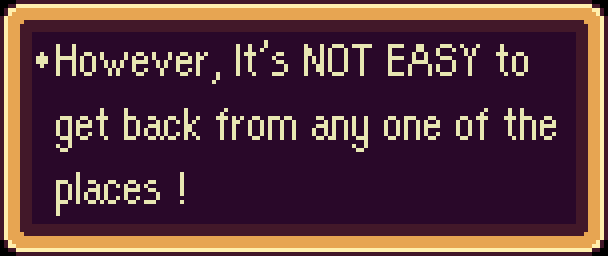 •However, It's NOT EASY to
get back from any one of the
places !